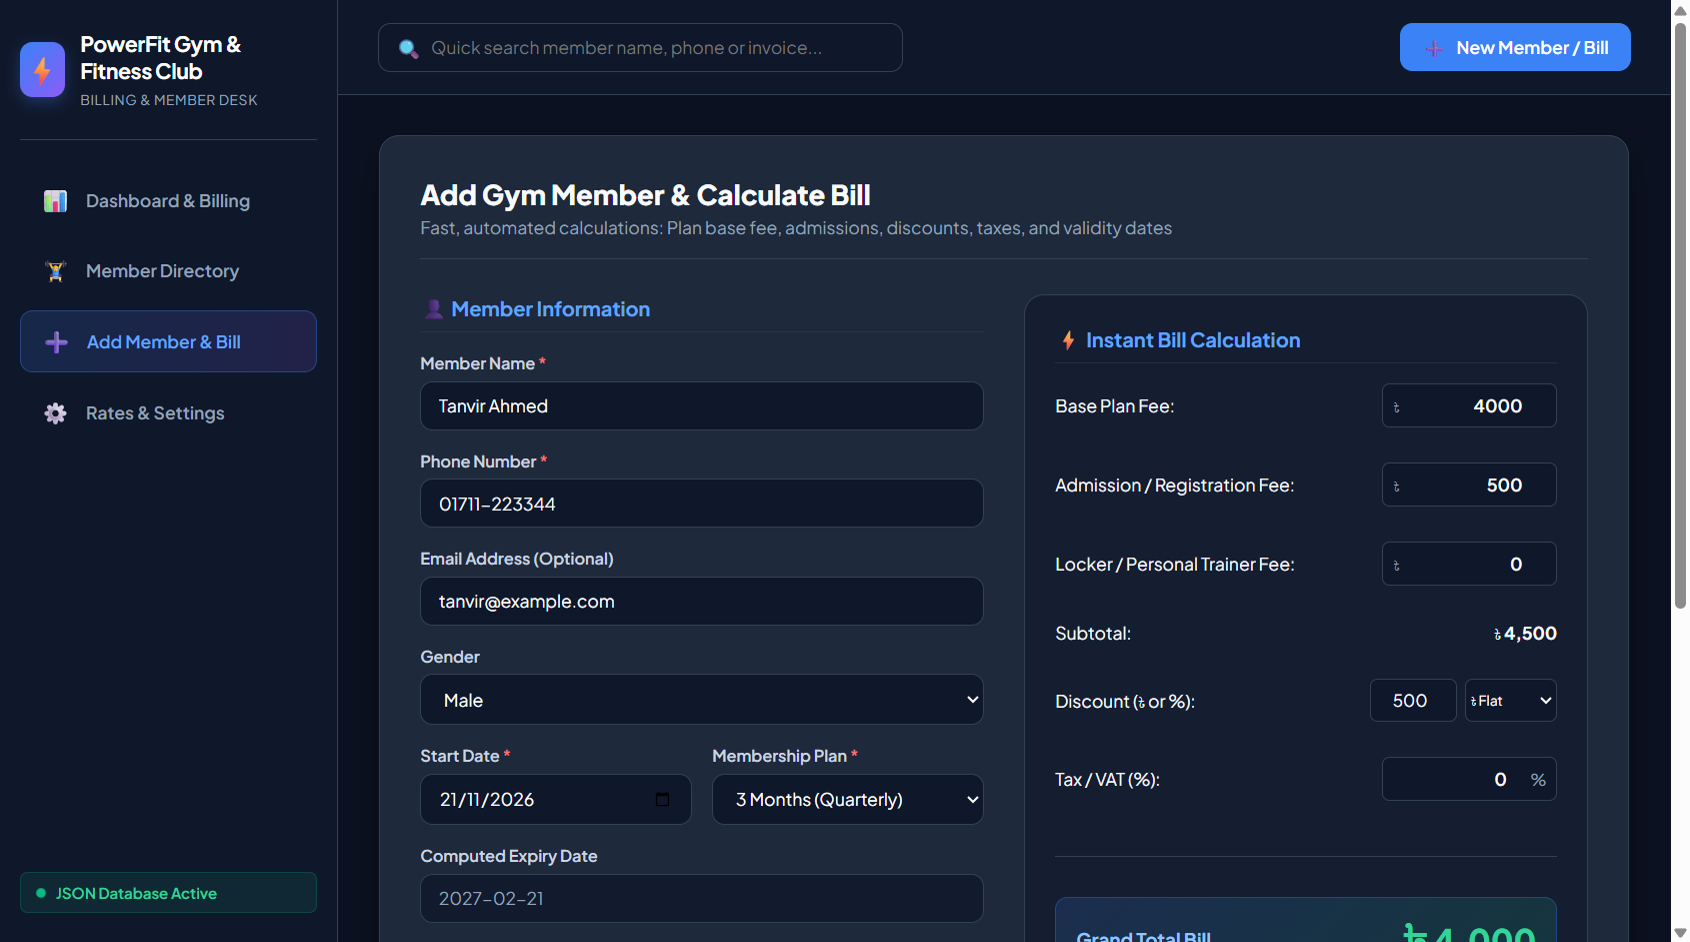 PowerFit Gym &
Fitness Club
BILLING & MEMBER DESK
Quick search member name, phone or invoice...
New Member / Bill
Dashboard & Billing
Member Directory
Add Member & Bill
Rates & Settings
JSON Database Active
Add Gym Member & Calculate Bill
Fast, automated calculations: Plan base fee, admissions, discounts, taxes, and validity dates
Member Information
Member Name *
Tanvir Ahmed
Phone Number *
01711-223344
Email Address (Optional)
tanvir@example.com
Gender
Male
Start Date * Membership Plan *
21/11/2026 3 Months (Quarterly)
Computed Expiry Date
2027-02-21
Instant Bill Calculation
Base Plan Fee: ৳ 4000
Admission / Registration Fee: ৳ 500
Locker / Personal Trainer Fee: ৳ 0
Subtotal: ৳ 4,500
Discount (৳ or %): 500 ৳ Flat
Tax / VAT (%): 0 %
Grand Total Bill ৳ 4,000